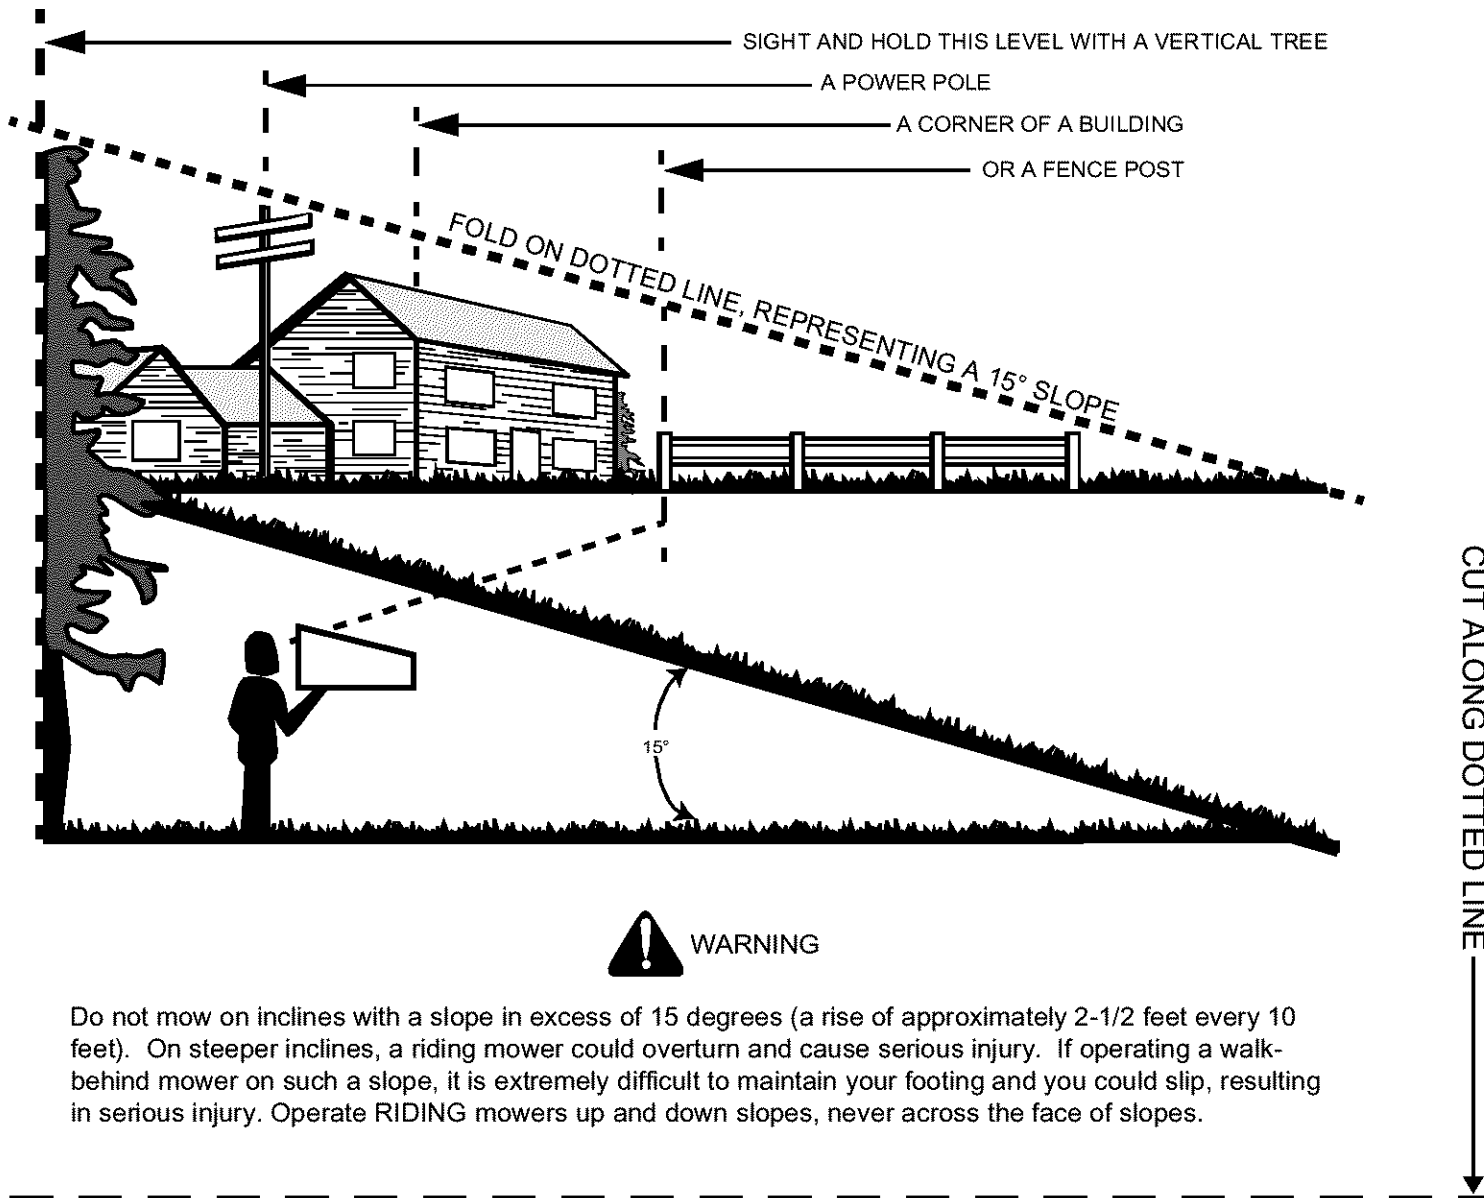 SIGHT AND HOLD THIS LEVEL WITH A VERTICAL TREE
A POWER POLE
A CORNER OF A BUILDING
OR A FENCE POST
FOLD ON DOTTED LINE, REPRESENTING A 15° SLOPE
15°
CUT ALONG DOTTED LINE
WARNING
Do not mow on inclines with a slope in excess of 15 degrees (a rise of approximately 2-1/2 feet every 10
feet).  On steeper inclines, a riding mower could overturn and cause serious injury.  If operating a walk-
behind mower on such a slope, it is extremely difficult to maintain your footing and you could slip, resulting
in serious injury. Operate RIDING mowers up and down slopes, never across the face of slopes.